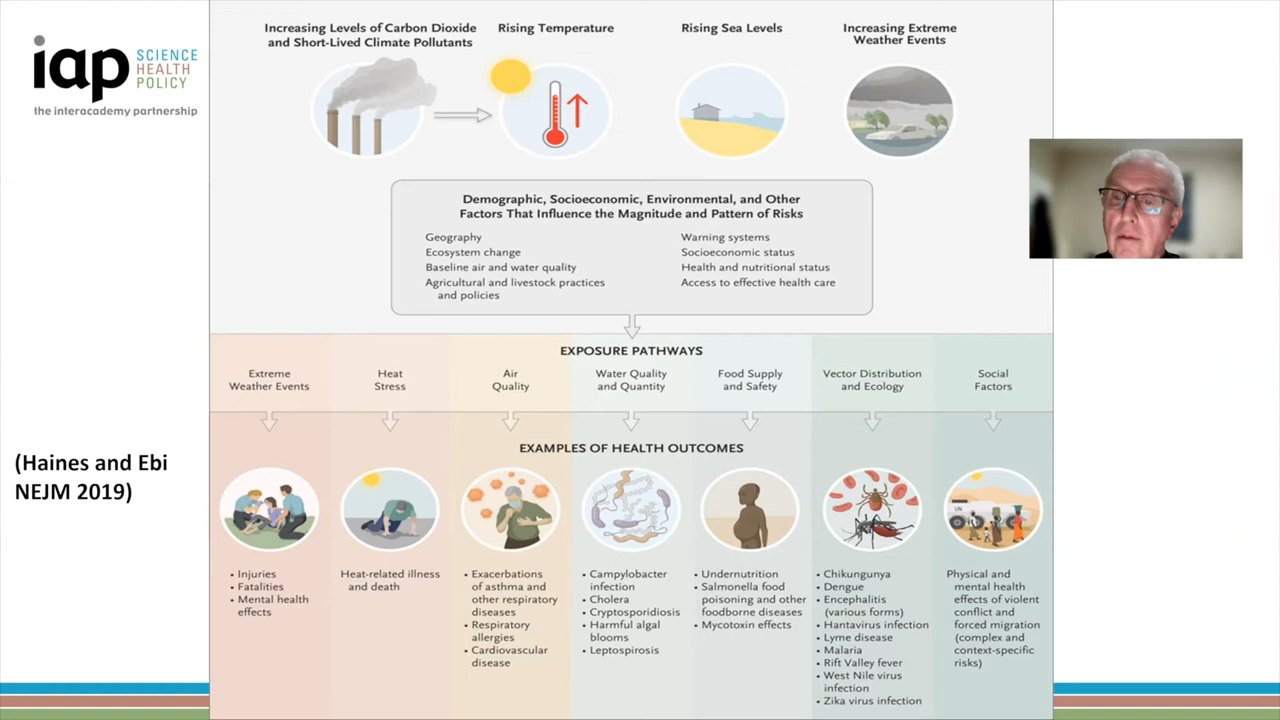 iap SCIENCE
HEALTH
POLICY
the interacademy partnership
Increasing Levels of Carbon Dioxide
and Short-Lived Climate Pollutants
Rising Temperature
Rising Sea Levels
Increasing Extreme
Weather Events
Demographic, Socioeconomic, Environmental, and Other
Factors That Influence the Magnitude and Pattern of Risks
Geography
Ecosystem change
Baseline air and water quality
Agricultural and livestock practices
and policies
Warning systems
Socioeconomic status
Health and nutritional status
Access to effective health care
EXPOSURE PATHWAYS
Extreme
Weather Events
Heat
Stress
Air
Quality
Water Quality
and Quantity
Food Supply
and Safety
Vector Distribution
and Ecology
Social
Factors
EXAMPLES OF HEALTH OUTCOMES
(Haines and Ebi
NEJM 2019)
UN
• Injuries
• Fatalities
• Mental health
effects
Heat-related illness
and death
• Exacerbations
of asthma and
other respiratory
diseases
• Respiratory
allergies
• Cardiovascular
disease
• Campylobacter
infection
• Cholera
• Cryptosporidiosis
• Harmful algal
blooms
• Leptospirosis
• Undernutrition
• Salmonella food
poisoning and other
foodborne diseases
• Mycotoxin effects
• Chikungunya
• Dengue
• Encephalitis
(various forms)
• Hantavirus infection
• Lyme disease
• Malaria
• Rift Valley fever
• West Nile virus
infection
• Zika virus infection
Physical and
mental health
effects of violent
conflict and
forced migration
(complex and
context-specific
risks)